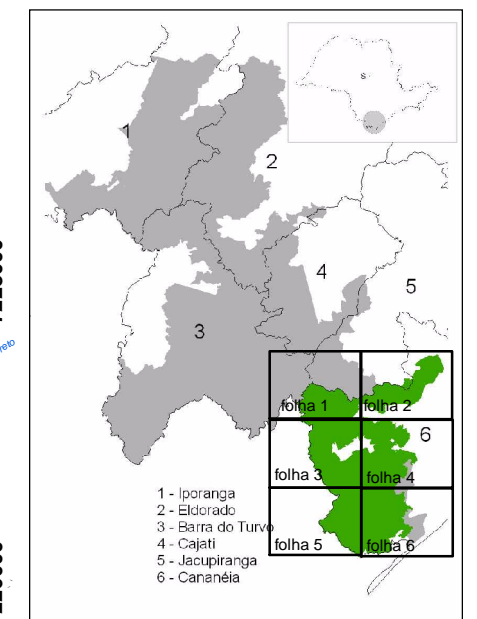 s
1
2
4
5
3
reto
folha 1
folha 2
6
folha 3
folha 4
folha 5
folha 6
1 - Iporanga
2 - Eldorado
3 - Barra do Turvo
4 - Cajati
5 - Jacupiranga
6 - Cananéia